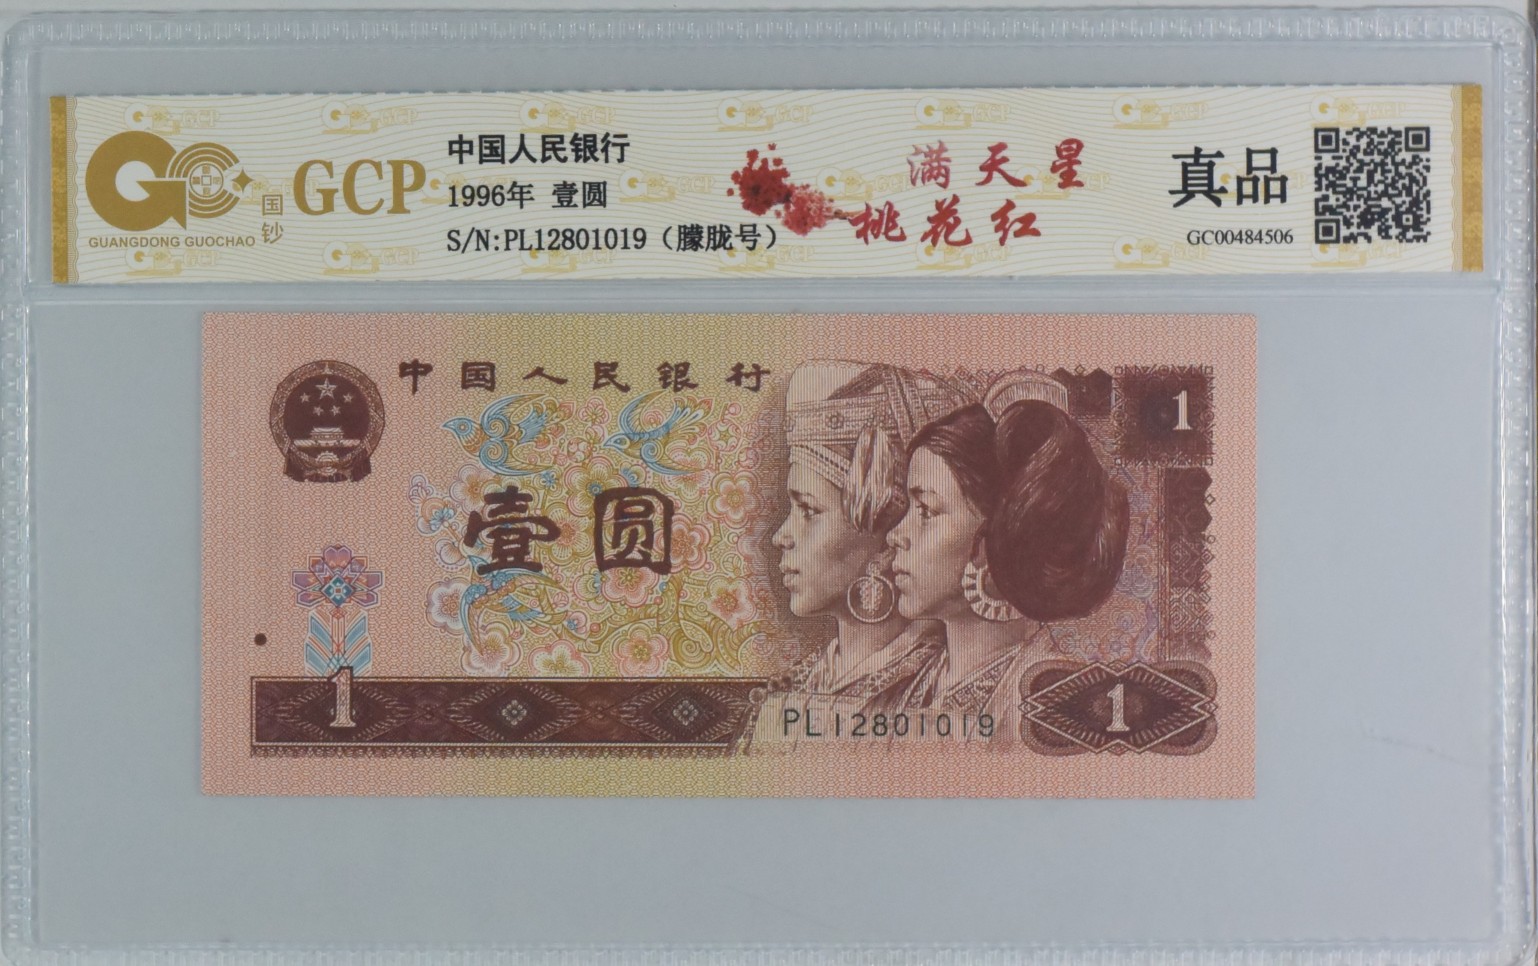 GCP
国钞
GUANGDONG GUOCHAO
中国人民银行
1996年 壹圆
S/N:PL12801019（朦胧号）
满天星
桃花红
真品
GC00484506
中国人民银行
1
壹圆
1
PL12801019
1